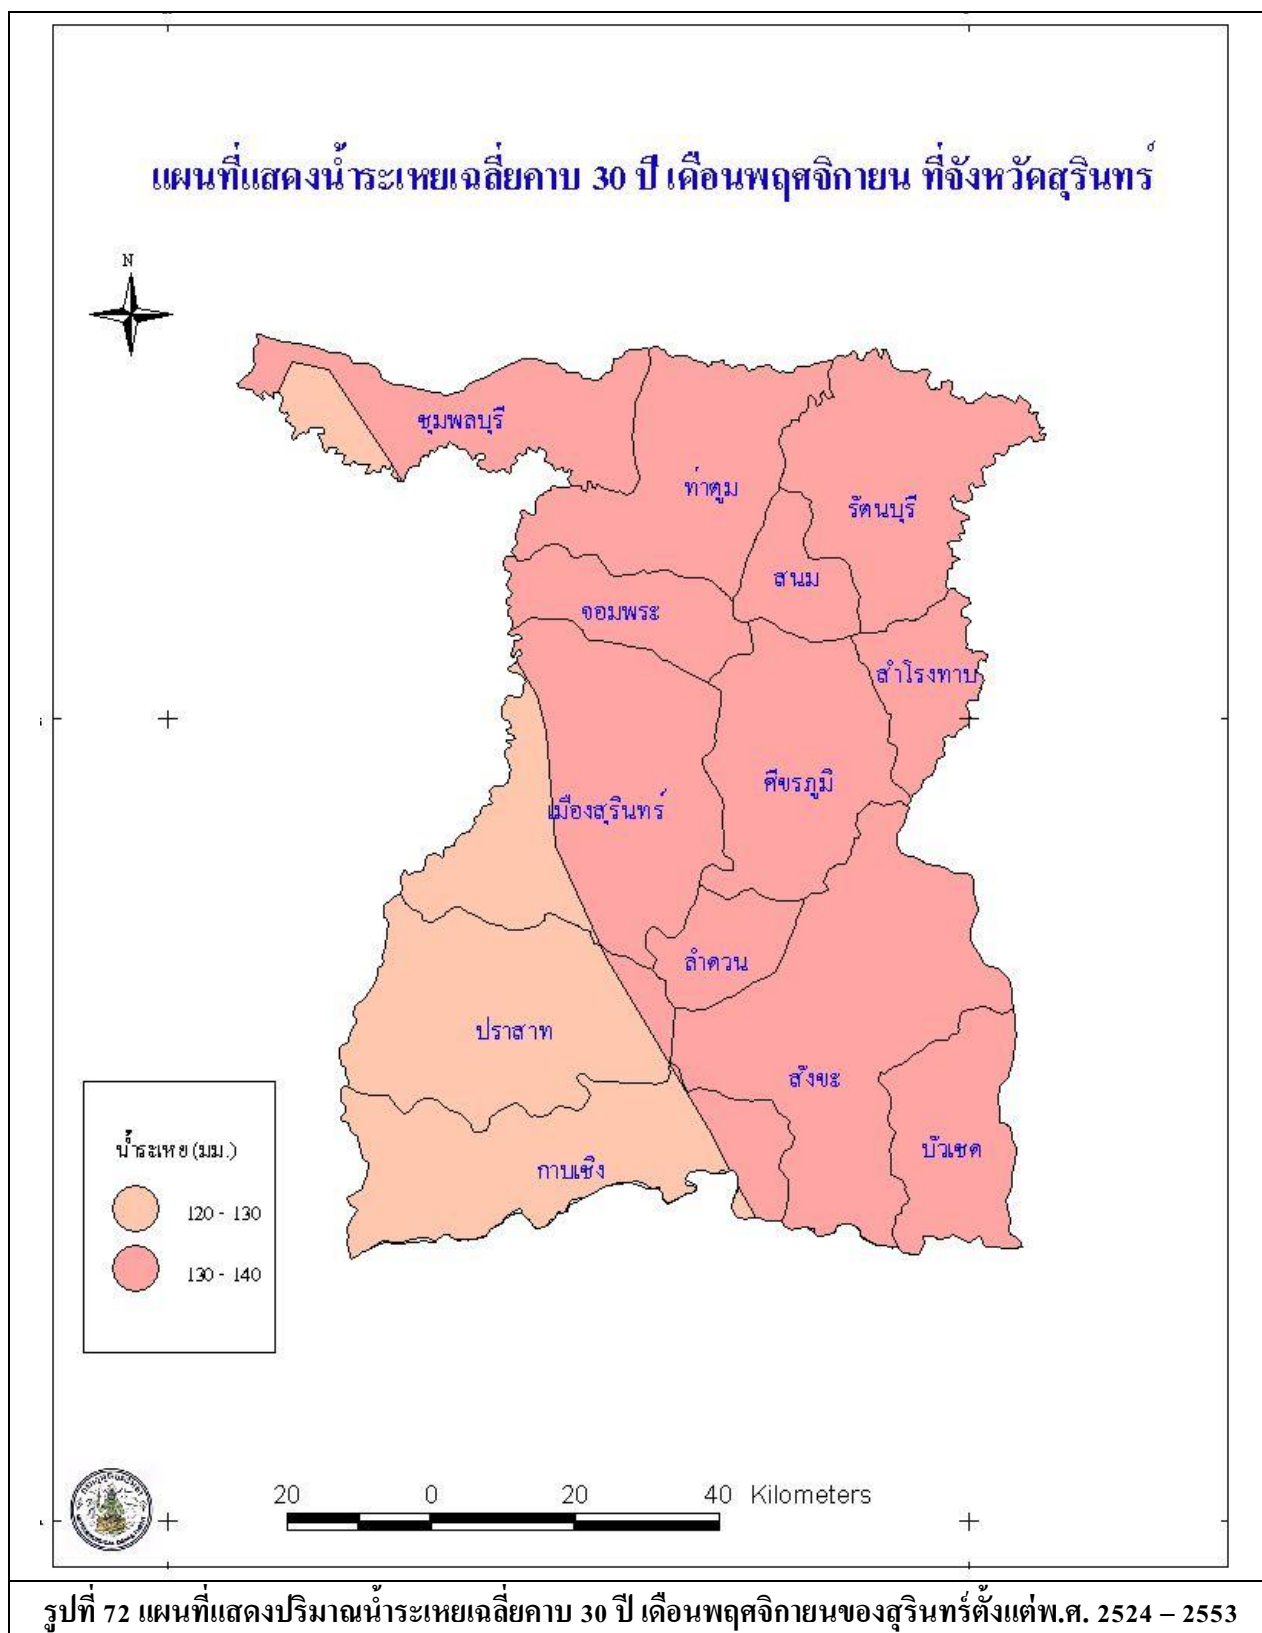 แผนที่แสดงน้ำระเหยเฉลี่ยคาบ 30 ปี เดือนพฤศจิกายน ที่จังหวัดสุรินทร์
N
ชุมพลบุรี
ท่าตูม
รัตนบุรี
สนม
จอมพระ
สำโรงทาบ
ศีขรภูมิ
เมืองสุรินทร์
ลำดวน
ปราสาท
สังขะ
บัวเชด
กาบเชิง
น้ำระเหย (มม.)
120 - 130
130 - 140
20 0 20 40 Kilometers
รูปที่ 72 แผนที่แสดงปริมาณน้ำระเหยเฉลี่ยคาบ 30 ปี เดือนพฤศจิกายนของสุรินทร์ตั้งแต่พ.ศ. 2524 – 2553